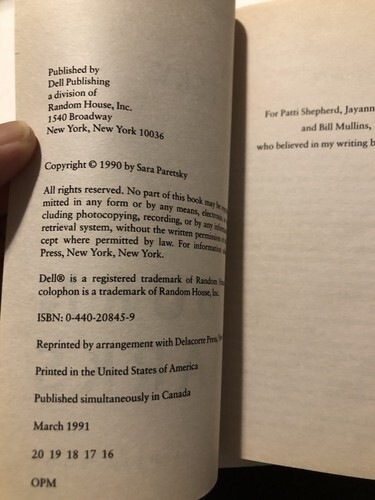 Published by
Dell Publishing
a division of
Random House, Inc.
1540 Broadway
New York, New York 10036
Copyright © 1990 by Sara Paretsky
All rights reserved. No part of this book may be
mitted in any form or by any means, electronic
cluding photocopying, recording, or by any
retrieval system, without the written permission
cept where permitted by law. For information
Press, New York, New York.
Dell® is a registered trademark of Random
colophon is a trademark of Random House, Inc.
ISBN: 0-440-20845-9
Reprinted by arrangement with Delacorte Press,
Printed in the United States of America
Published simultaneously in Canada
March 1991
20 19 18 17 16
OPM
For Patti Shepherd, Jayann
and Bill Mullins,
who believed in my writing b